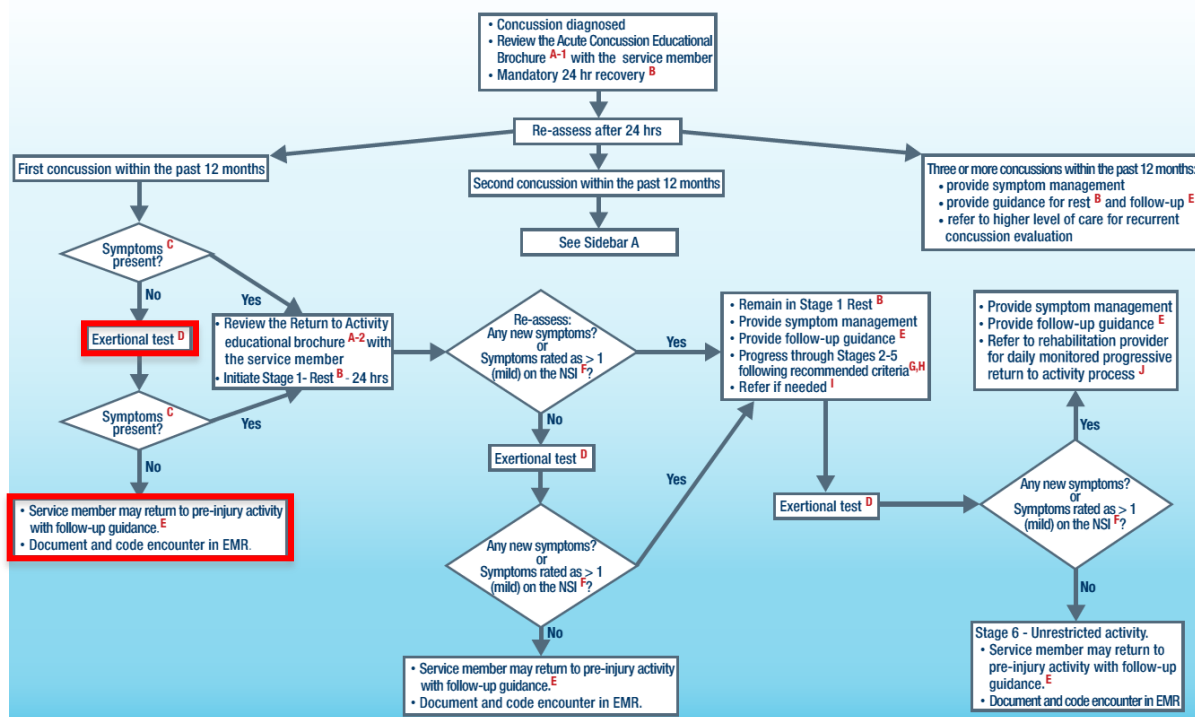 • Concussion diagnosed
• Review the Acute Concussion Educational
Brochure A-1 with the service member
• Mandatory 24 hr recovery B
Re-assess after 24 hrs
First concussion within the past 12 months
Second concussion within the past 12 months
Three or more concussions within the past 12 months:
• provide symptom management
• provide guidance for rest B and follow-up E
• refer to higher level of care for recurrent
concussion evaluation
See Sidebar A
Symptoms C
present?
No
Yes
Exertional test D
• Review the Return to Activity
educational brochure A-2 with
the service member
• Initiate Stage 1- Rest B - 24 hrs
Symptoms C
present?
Yes
No
• Service member may return to pre-injury activity
with follow-up guidance. E
• Document and code encounter in EMR.
Re-assess:
Any new symptoms?
or
Symptoms rated as > 1
(mild) on the NSI F?
Yes
No
Exertional test D
Any new symptoms?
or
Symptoms rated as > 1
(mild) on the NSI F?
Yes
No
• Service member may return to pre-injury activity
with follow-up guidance. E
• Document and code encounter in EMR.
• Remain in Stage 1 Rest B
• Provide symptom management
• Provide follow-up guidance E
• Progress through Stages 2-5
following recommended criteria G,H
• Refer if needed I
Exertional test D
• Provide symptom management
• Provide follow-up guidance E
• Refer to rehabilitation provider
for daily monitored progressive
return to activity process J
Yes
Any new symptoms?
or
Symptoms rated as > 1
(mild) on the NSI F?
No
Stage 6 - Unrestricted activity.
• Service member may return to
pre-injury activity with follow-up
guidance. E
• Document and code encounter in EMR